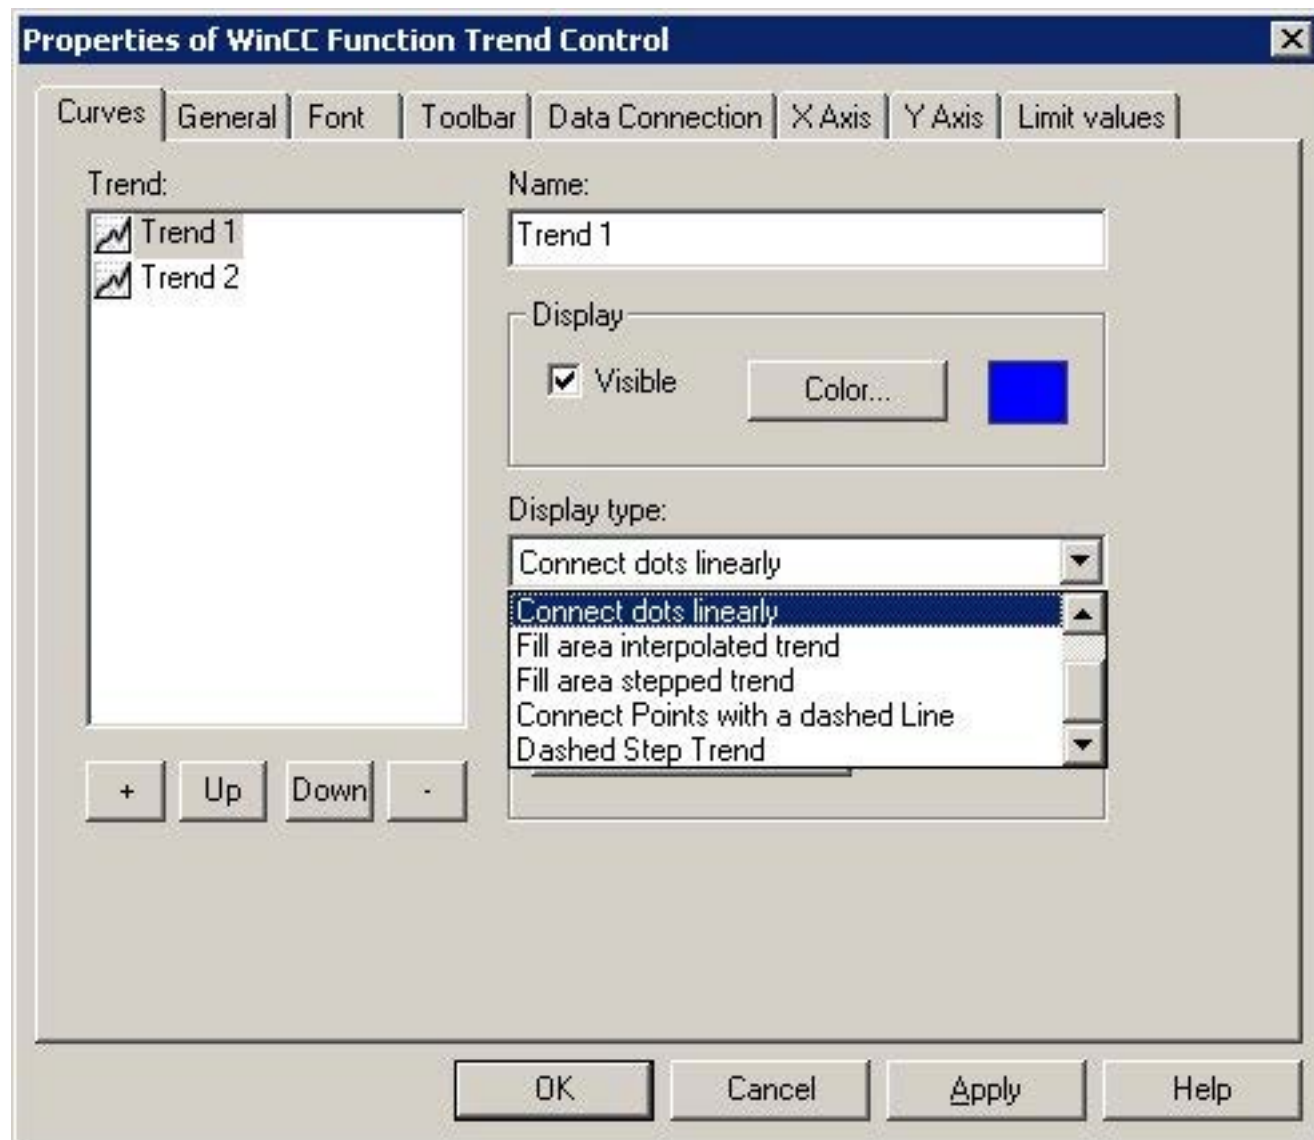 Properties of WinCC Function Trend Control
Curves General Font Toolbar Data Connection X Axis Y Axis Limit values
Trend:
Trend 1
Trend 2
+ Up Down -
Name:
Trend 1
Display
Visible Color...
Display type:
Connect dots linearly
Connect dots linearly
Fill area interpolated trend
Fill area stepped trend
Connect Points with a dashed Line
Dashed Step Trend
OK Cancel Apply Help